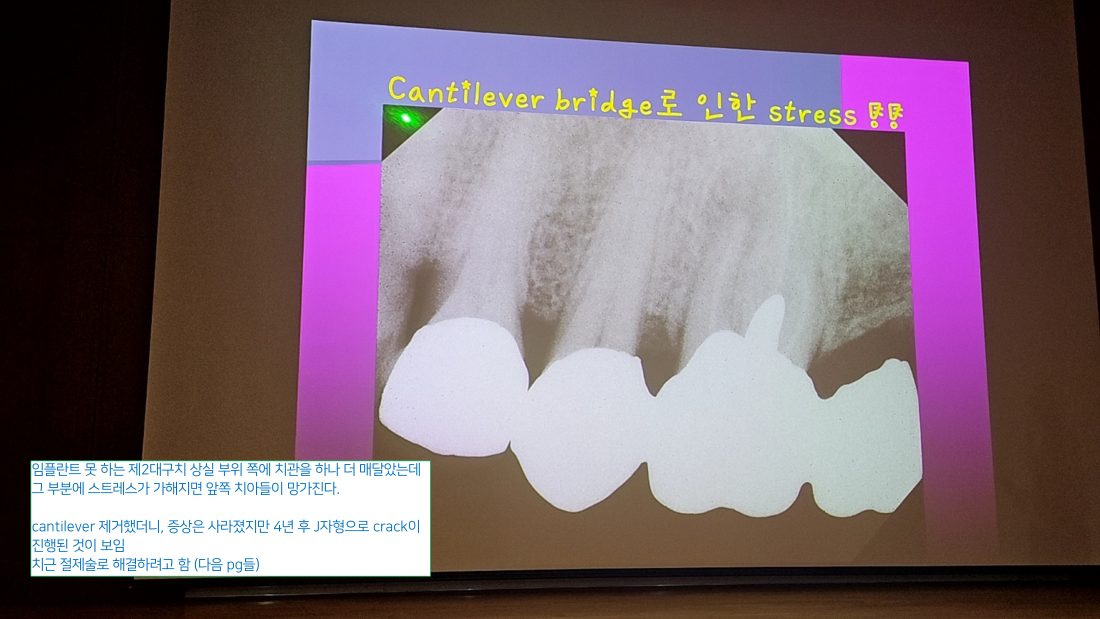 Cantilever bridge로 인한 stress !!
임플란트 못 하는 제2대구치 상실 부위 쪽에 치관을 하나 더 매달았는데
그 부분에 스트레스가 가해지면 앞쪽 치아들이 망가진다.
cantilever 제거했더니, 증상은 사라졌지만 4년 후 J자형으로 crack이
진행된 것이 보임
치근 절제술로 해결하려고 함 (다음 pg들)